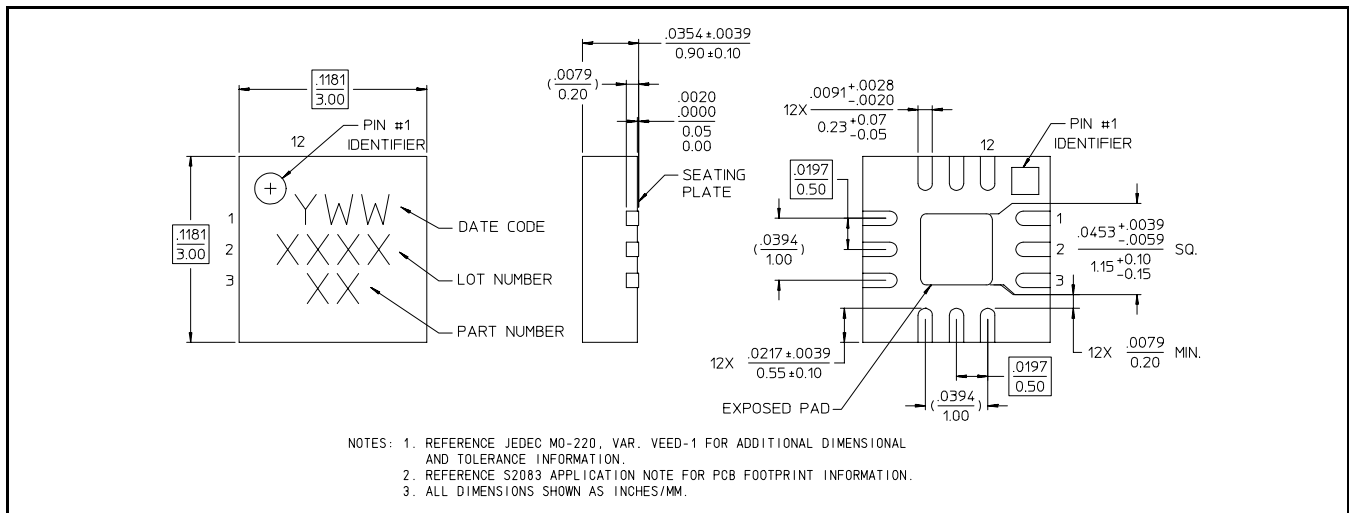 .1181
3.00
12
PIN #1
IDENTIFIER
.1181
3.00
1
2
3
YWW
XXXX
XX
DATE CODE
LOT NUMBER
PART NUMBER
.0354±.0039
0.90±0.10
(.0079)
0.20
.0020
.0000
0.05
0.00
SEATING
PLATE
12X .0091 +.0028
-.0020
0.23 +0.07
-0.05
12
PIN #1
IDENTIFIER
.0197
0.50
(.0394)
1.00
1
2
3
.0453 +.0039
-.0059
SQ.
1.15 +0.10
-0.15
12X .0217±.0039
0.55±0.10
12X .0079 MIN.
0.20
.0197
0.50
(.0394)
1.00
EXPOSED PAD
NOTES: 1. REFERENCE JEDEC MO-220, VAR. VEED-1 FOR ADDITIONAL DIMENSIONAL
AND TOLERANCE INFORMATION.
2. REFERENCE S2083 APPLICATION NOTE FOR PCB FOOTPRINT INFORMATION.
3. ALL DIMENSIONS SHOWN AS INCHES/MM.